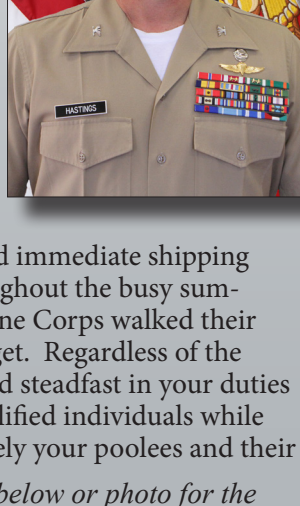 HASTINGS
d immediate shipping
ghout the busy sum-
ne Corps walked their
get.  Regardless of the
d steadfast in your duties
lified individuals while
ely your poolees and their
below or photo for the